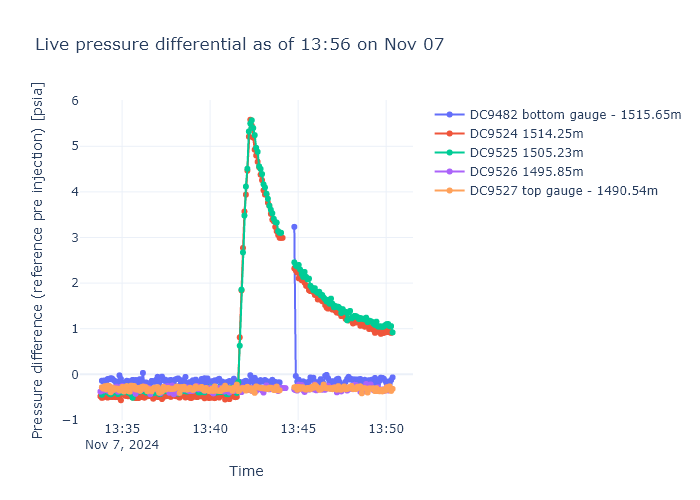 Live pressure differential as of 13:56 on Nov 07
Pressure difference (reference pre Injection) [psia]
6
5
4
3
2
1
0
−1
13:35
Nov 7, 2024
13:40
13:45
13:50
Time
DC9482 bottom gauge - 1515.65m
DC9524 1514.25m
DC9525 1505.23m
DC9526 1495.85m
DC9527 top gauge - 1490.54m